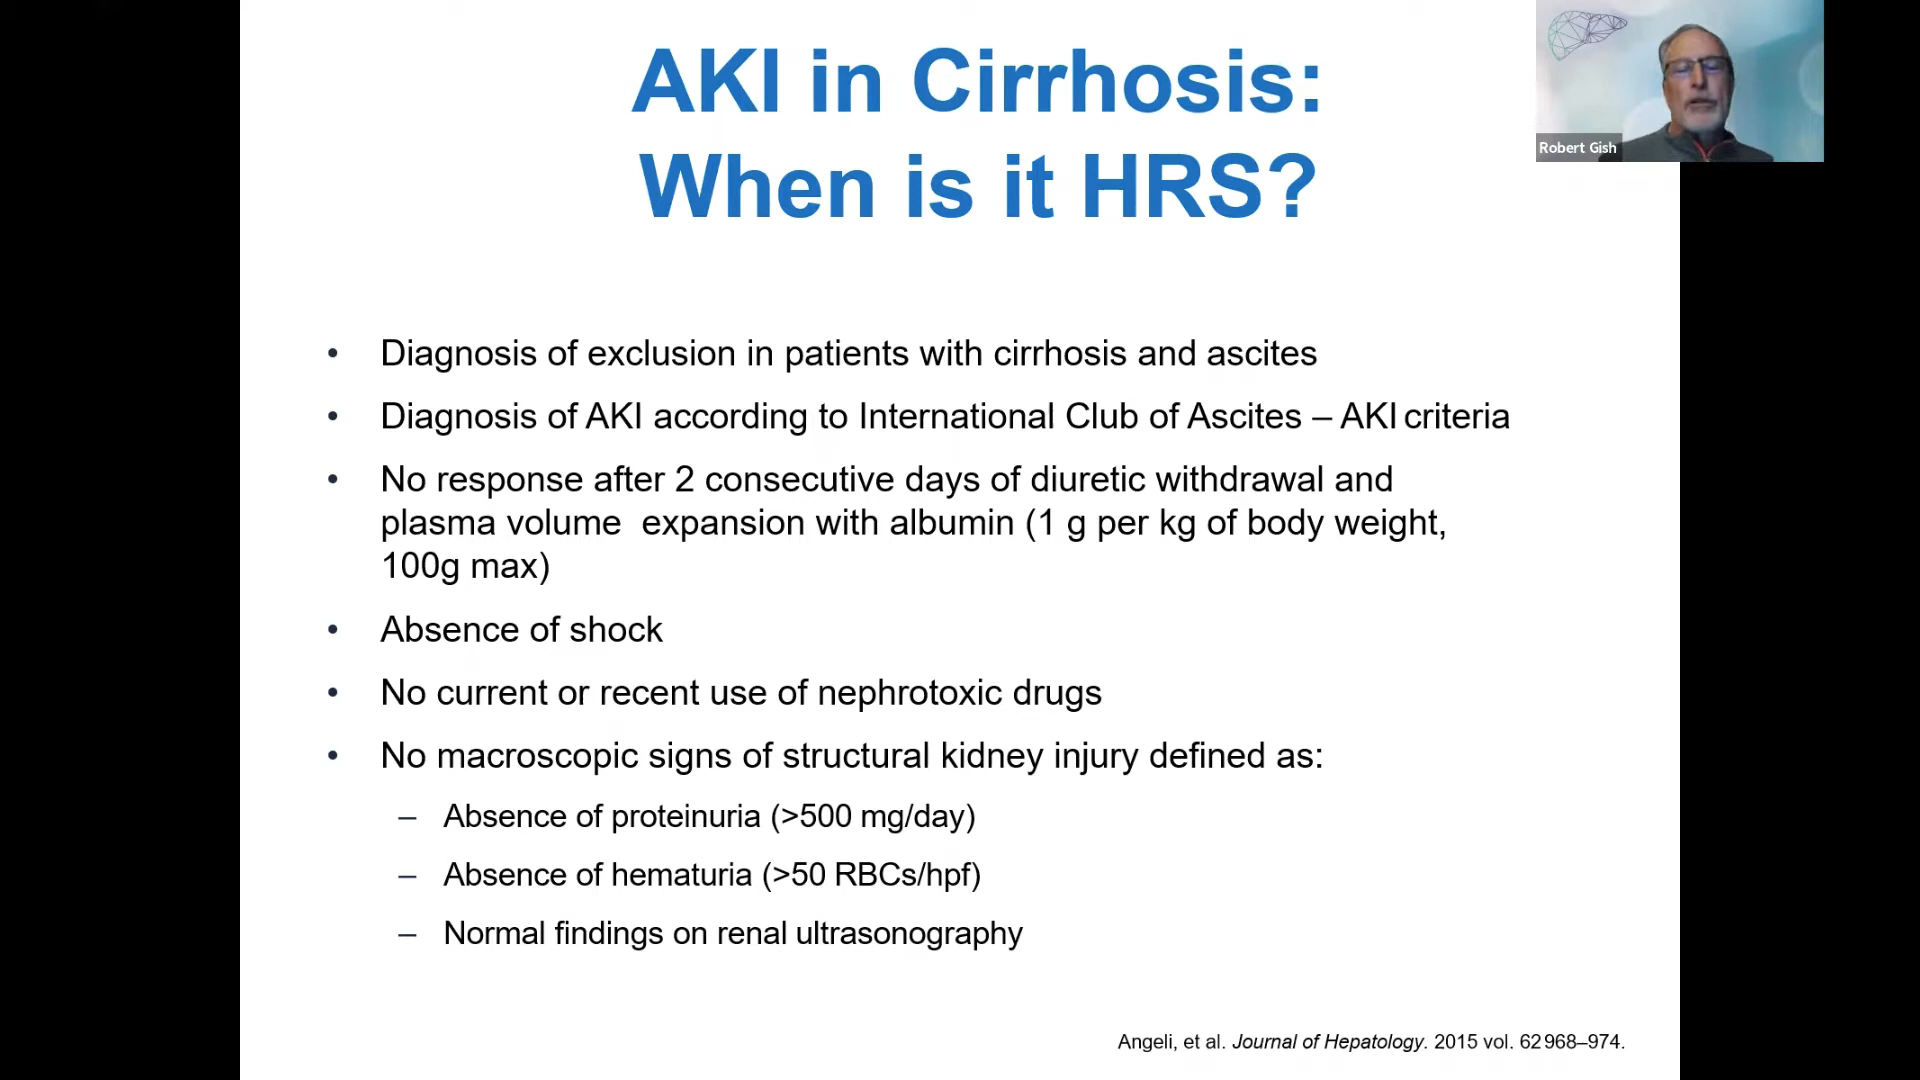 AKI in Cirrhosis:
When is it HRS?
Robert Gish
• Diagnosis of exclusion in patients with cirrhosis and ascites
• Diagnosis of AKI according to International Club of Ascites – AKI criteria
• No response after 2 consecutive days of diuretic withdrawal and
plasma volume expansion with albumin (1 g per kg of body weight,
100g max)
• Absence of shock
• No current or recent use of nephrotoxic drugs
• No macroscopic signs of structural kidney injury defined as:
– Absence of proteinuria (>500 mg/day)
– Absence of hematuria (>50 RBCs/hpf)
– Normal findings on renal ultrasonography
Angeli, et al. Journal of Hepatology. 2015 vol. 62 968–974.